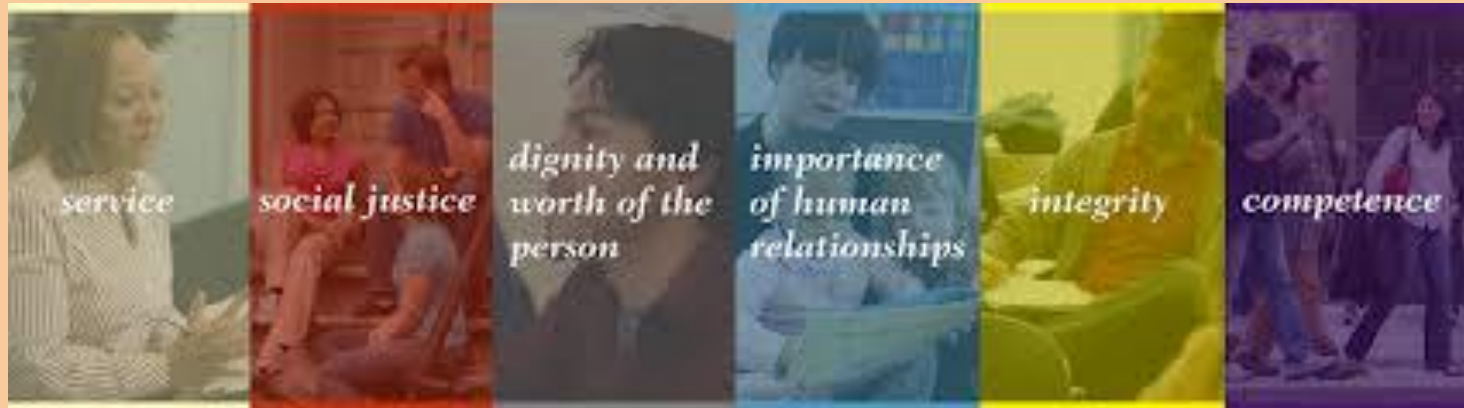 service
social justice
dignity and
worth of the
person
importance
of human
relationships
integrity
competence